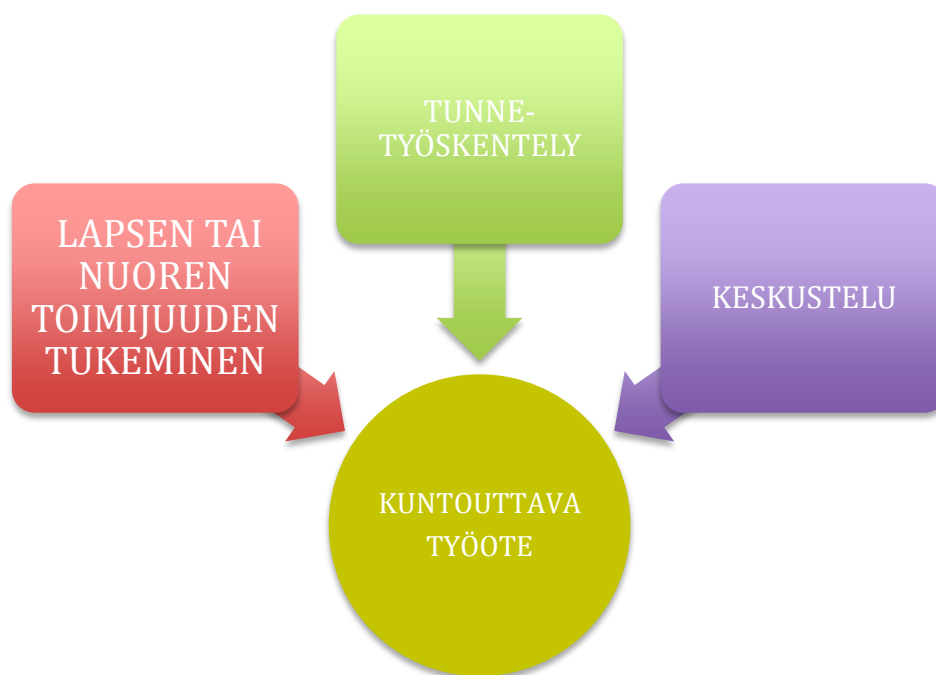 TUNNE-
TYÖSKENTELY
LAPSEN TAI
NUOREN
TOIMIJUUDEN
TUKEMINEN
KESKUSTELU
KUNTOUTTAVA
TYÖOTE